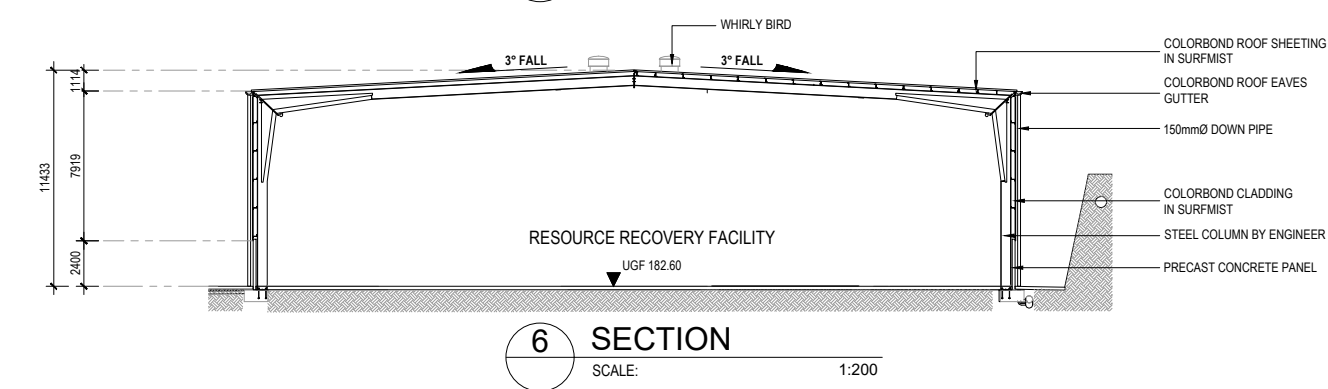 WHIRLY BIRD
3° FALL
3° FALL
COLORBOND ROOF SHEETING
IN SURFMIST
COLORBOND ROOF EAVES
GUTTER
150mmØ DOWN PIPE
COLORBOND CLADDING
IN SURFMIST
STEEL COLUMN BY ENGINEER
PRECAST CONCRETE PANEL
1114
7919
11433
2400
RESOURCE RECOVERY FACILITY
UGF 182.60
6 SECTION
SCALE: 1:200